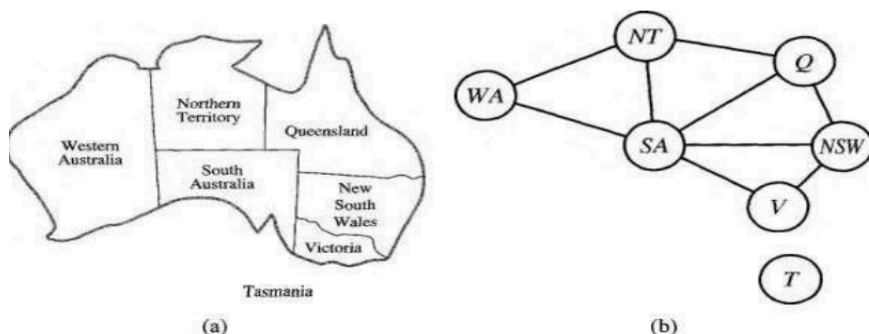 Western
Australia
Northern
Territory
Queensland
South
Australia
New
South
Wales
Victoria
Tasmania
(a)
NT
Q
WA
SA
NSW
V
T
(b)